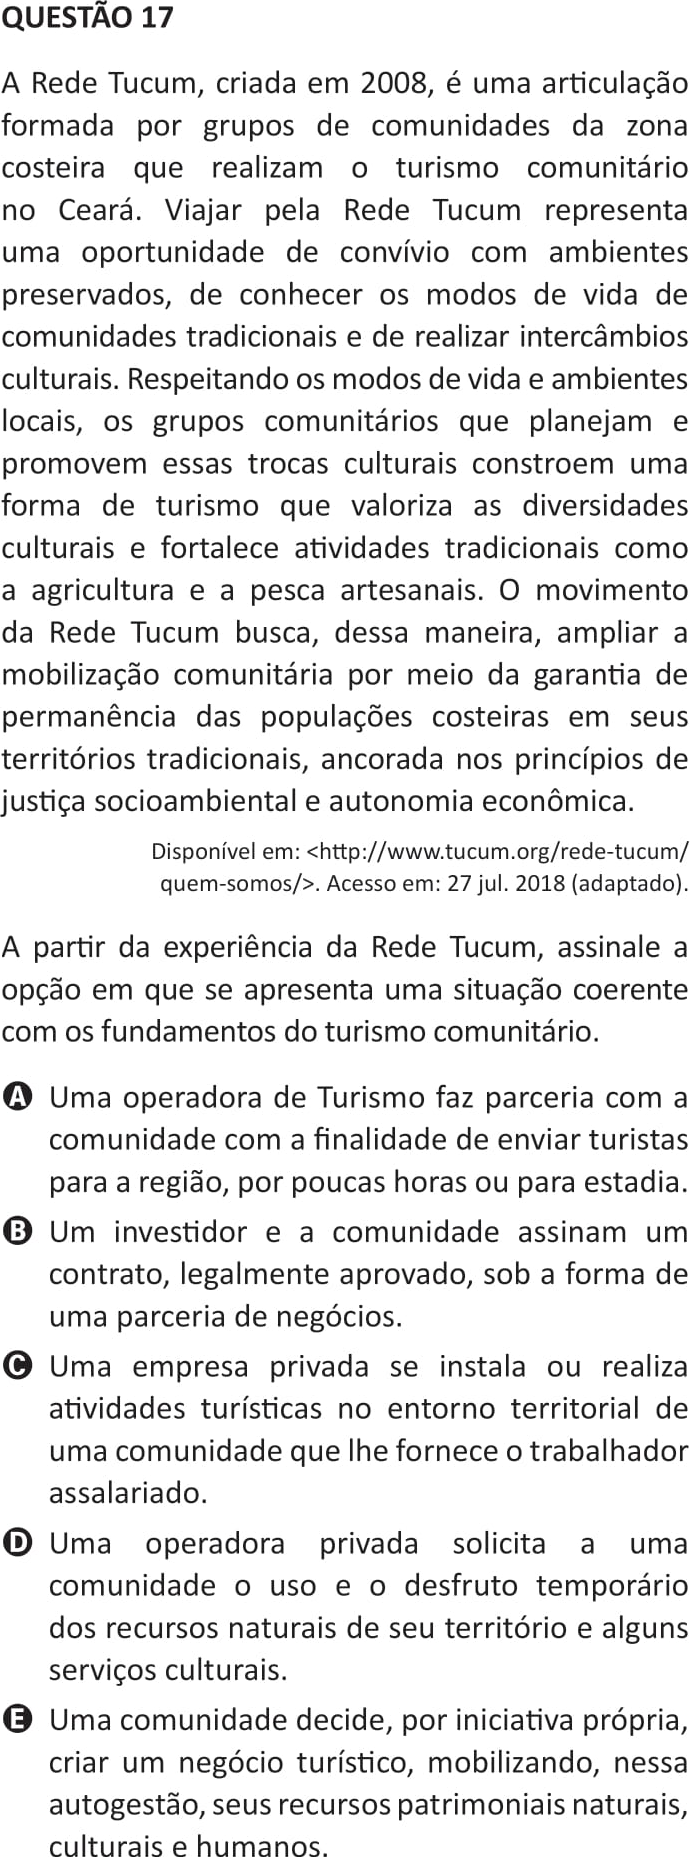 QUESTÃO 17
A Rede Tucum, criada em 2008, é uma articulação
formada por grupos de comunidades da zona
costeira que realizam o turismo comunitário
no Ceará. Viajar pela Rede Tucum representa
uma oportunidade de convívio com ambientes
preservados, de conhecer os modos de vida de
comunidades tradicionais e de realizar intercâmbios
culturais. Respeitando os modos de vida e ambientes
locais, os grupos comunitários que planejam e
promovem essas trocas culturais constroem uma
forma de turismo que valoriza as diversidades
culturais e fortalece atividades tradicionais como
a agricultura e a pesca artesanais. O movimento
da Rede Tucum busca, dessa maneira, ampliar a
mobilização comunitária por meio da garantia de
permanência das populações costeiras em seus
territórios tradicionais, ancorada nos princípios de
justiça socioambiental e autonomia econômica.
Disponível em: <http://www.tucum.org/rede-tucum/
quem-somos/>. Acesso em: 27 jul. 2018 (adaptado).
A partir da experiência da Rede Tucum, assinale a
opção em que se apresenta uma situação coerente
com os fundamentos do turismo comunitário.
A Uma operadora de Turismo faz parceria com a
comunidade com a finalidade de enviar turistas
para a região, por poucas horas ou para estadia.
B Um investidor e a comunidade assinam um
contrato, legalmente aprovado, sob a forma de
uma parceria de negócios.
C Uma empresa privada se instala ou realiza
atividades turísticas no entorno territorial de
uma comunidade que lhe fornece o trabalhador
assalariado.
D Uma operadora privada solicita a uma
comunidade o uso e o desfruto temporário
dos recursos naturais de seu território e alguns
serviços culturais.
E Uma comunidade decide, por iniciativa própria,
criar um negócio turístico, mobilizando, nessa
autogestão, seus recursos patrimoniais naturais,
culturais e humanos.